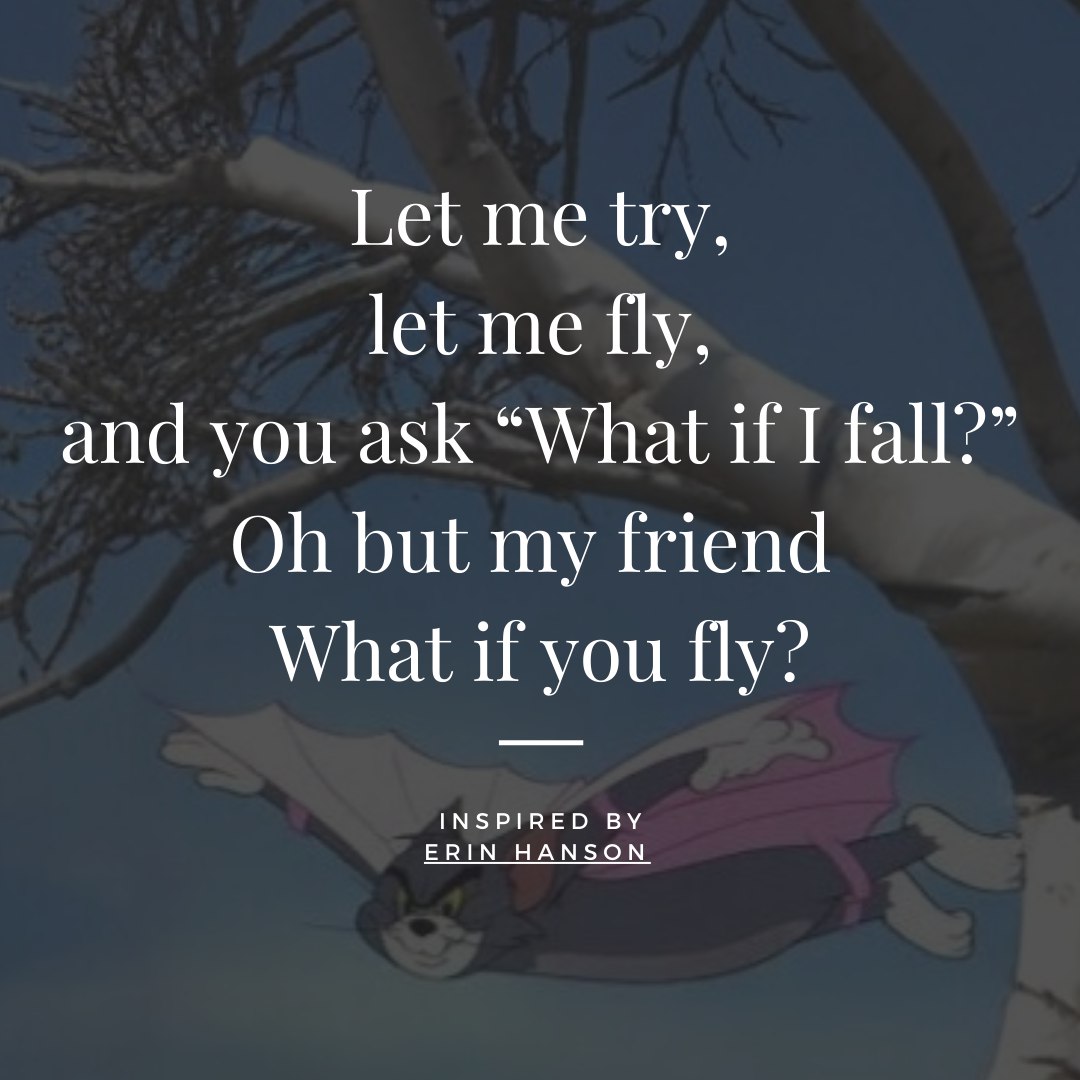 Let me try,
let me fly,
and you ask “What if I fall?”
Oh but my friend
What if you fly?
INSPIRED BY
ERIN HANSON